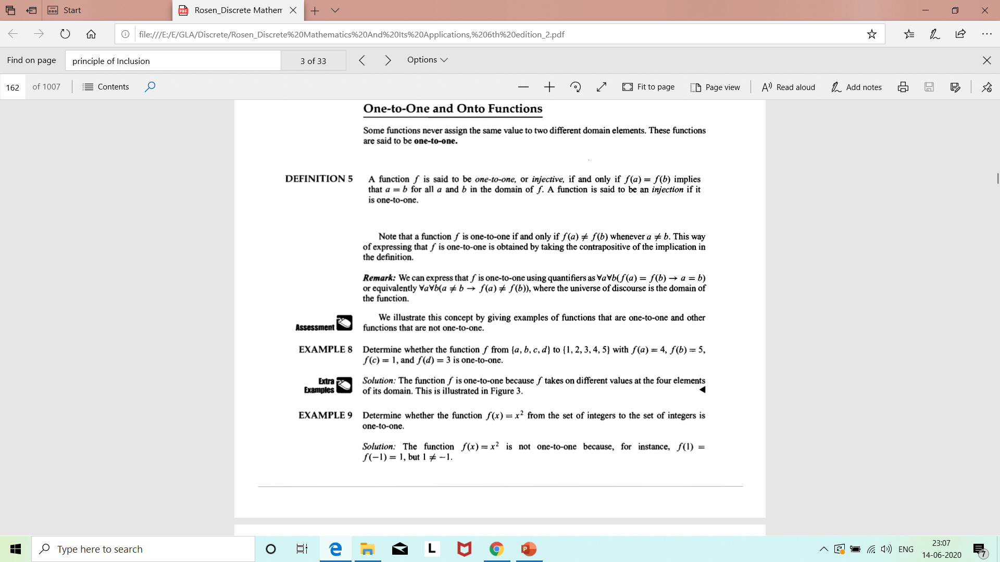 Start
Rosen_Discrete Mathem
file:///E:/E/GLA/Discrete/Rosen_Discrete%20Mathematics%20And%20Its%20Applications,%206th%20edition_2.pdf
Find on page
principle of Inclusion
3 of 33
Options
162
of 1007
Contents
Fit to page
Page view
Read aloud
Add notes
One-to-One and Onto Functions
Some functions never assign the same value to two different domain elements. These functions
are said to be one-to-one.
DEFINITION 5
A function f is said to be one-to-one, or injective, if and only if f(a) = f(b) implies
that a = b for all a and b in the domain of f. A function is said to be an injection if it
is one-to-one.
Note that a function f is one-to-one if and only if f(a) ≠ f(b) whenever a ≠ b. This way
of expressing that f is one-to-one is obtained by taking the contrapositive of the implication in
the definition.
Remark: We can express that f is one-to-one using quantifiers as ∀a∀b(f(a) = f(b) → a = b)
or equivalently ∀a∀b(a ≠ b → f(a) ≠ f(b)), where the universe of discourse is the domain of
the function.
Assessment
We illustrate this concept by giving examples of functions that are one-to-one and other
functions that are not one-to-one.
EXAMPLE 8
Determine whether the function f from {a, b, c, d} to {1, 2, 3, 4, 5} with f(a) = 4, f(b) = 5,
f(c) = 1, and f(d) = 3 is one-to-one.
Extra
Examples
Solution: The function f is one-to-one because f takes on different values at the four elements
of its domain. This is illustrated in Figure 3.
EXAMPLE 9
Determine whether the function f(x) = x² from the set of integers to the set of integers is
one-to-one.
Solution: The function f(x) = x² is not one-to-one because, for instance, f(1) =
f(−1) = 1, but 1 ≠ −1.
Type here to search
L
P
ENG
23:07
14-06-2020
7